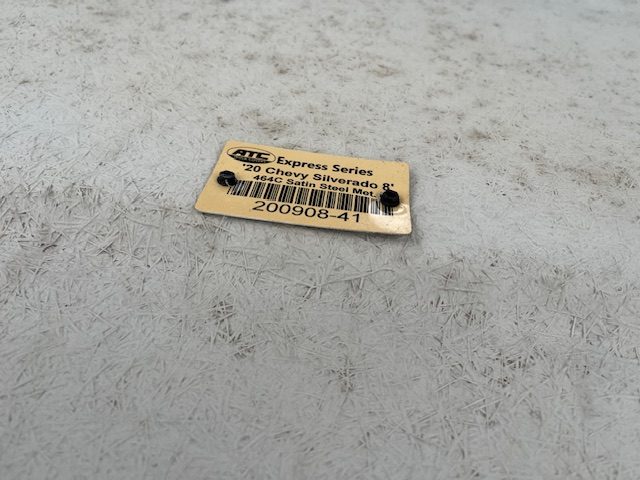 ATC
Express Series
'20 Chevy Silverado 8'
464C Satin Steel Met.
200908-41